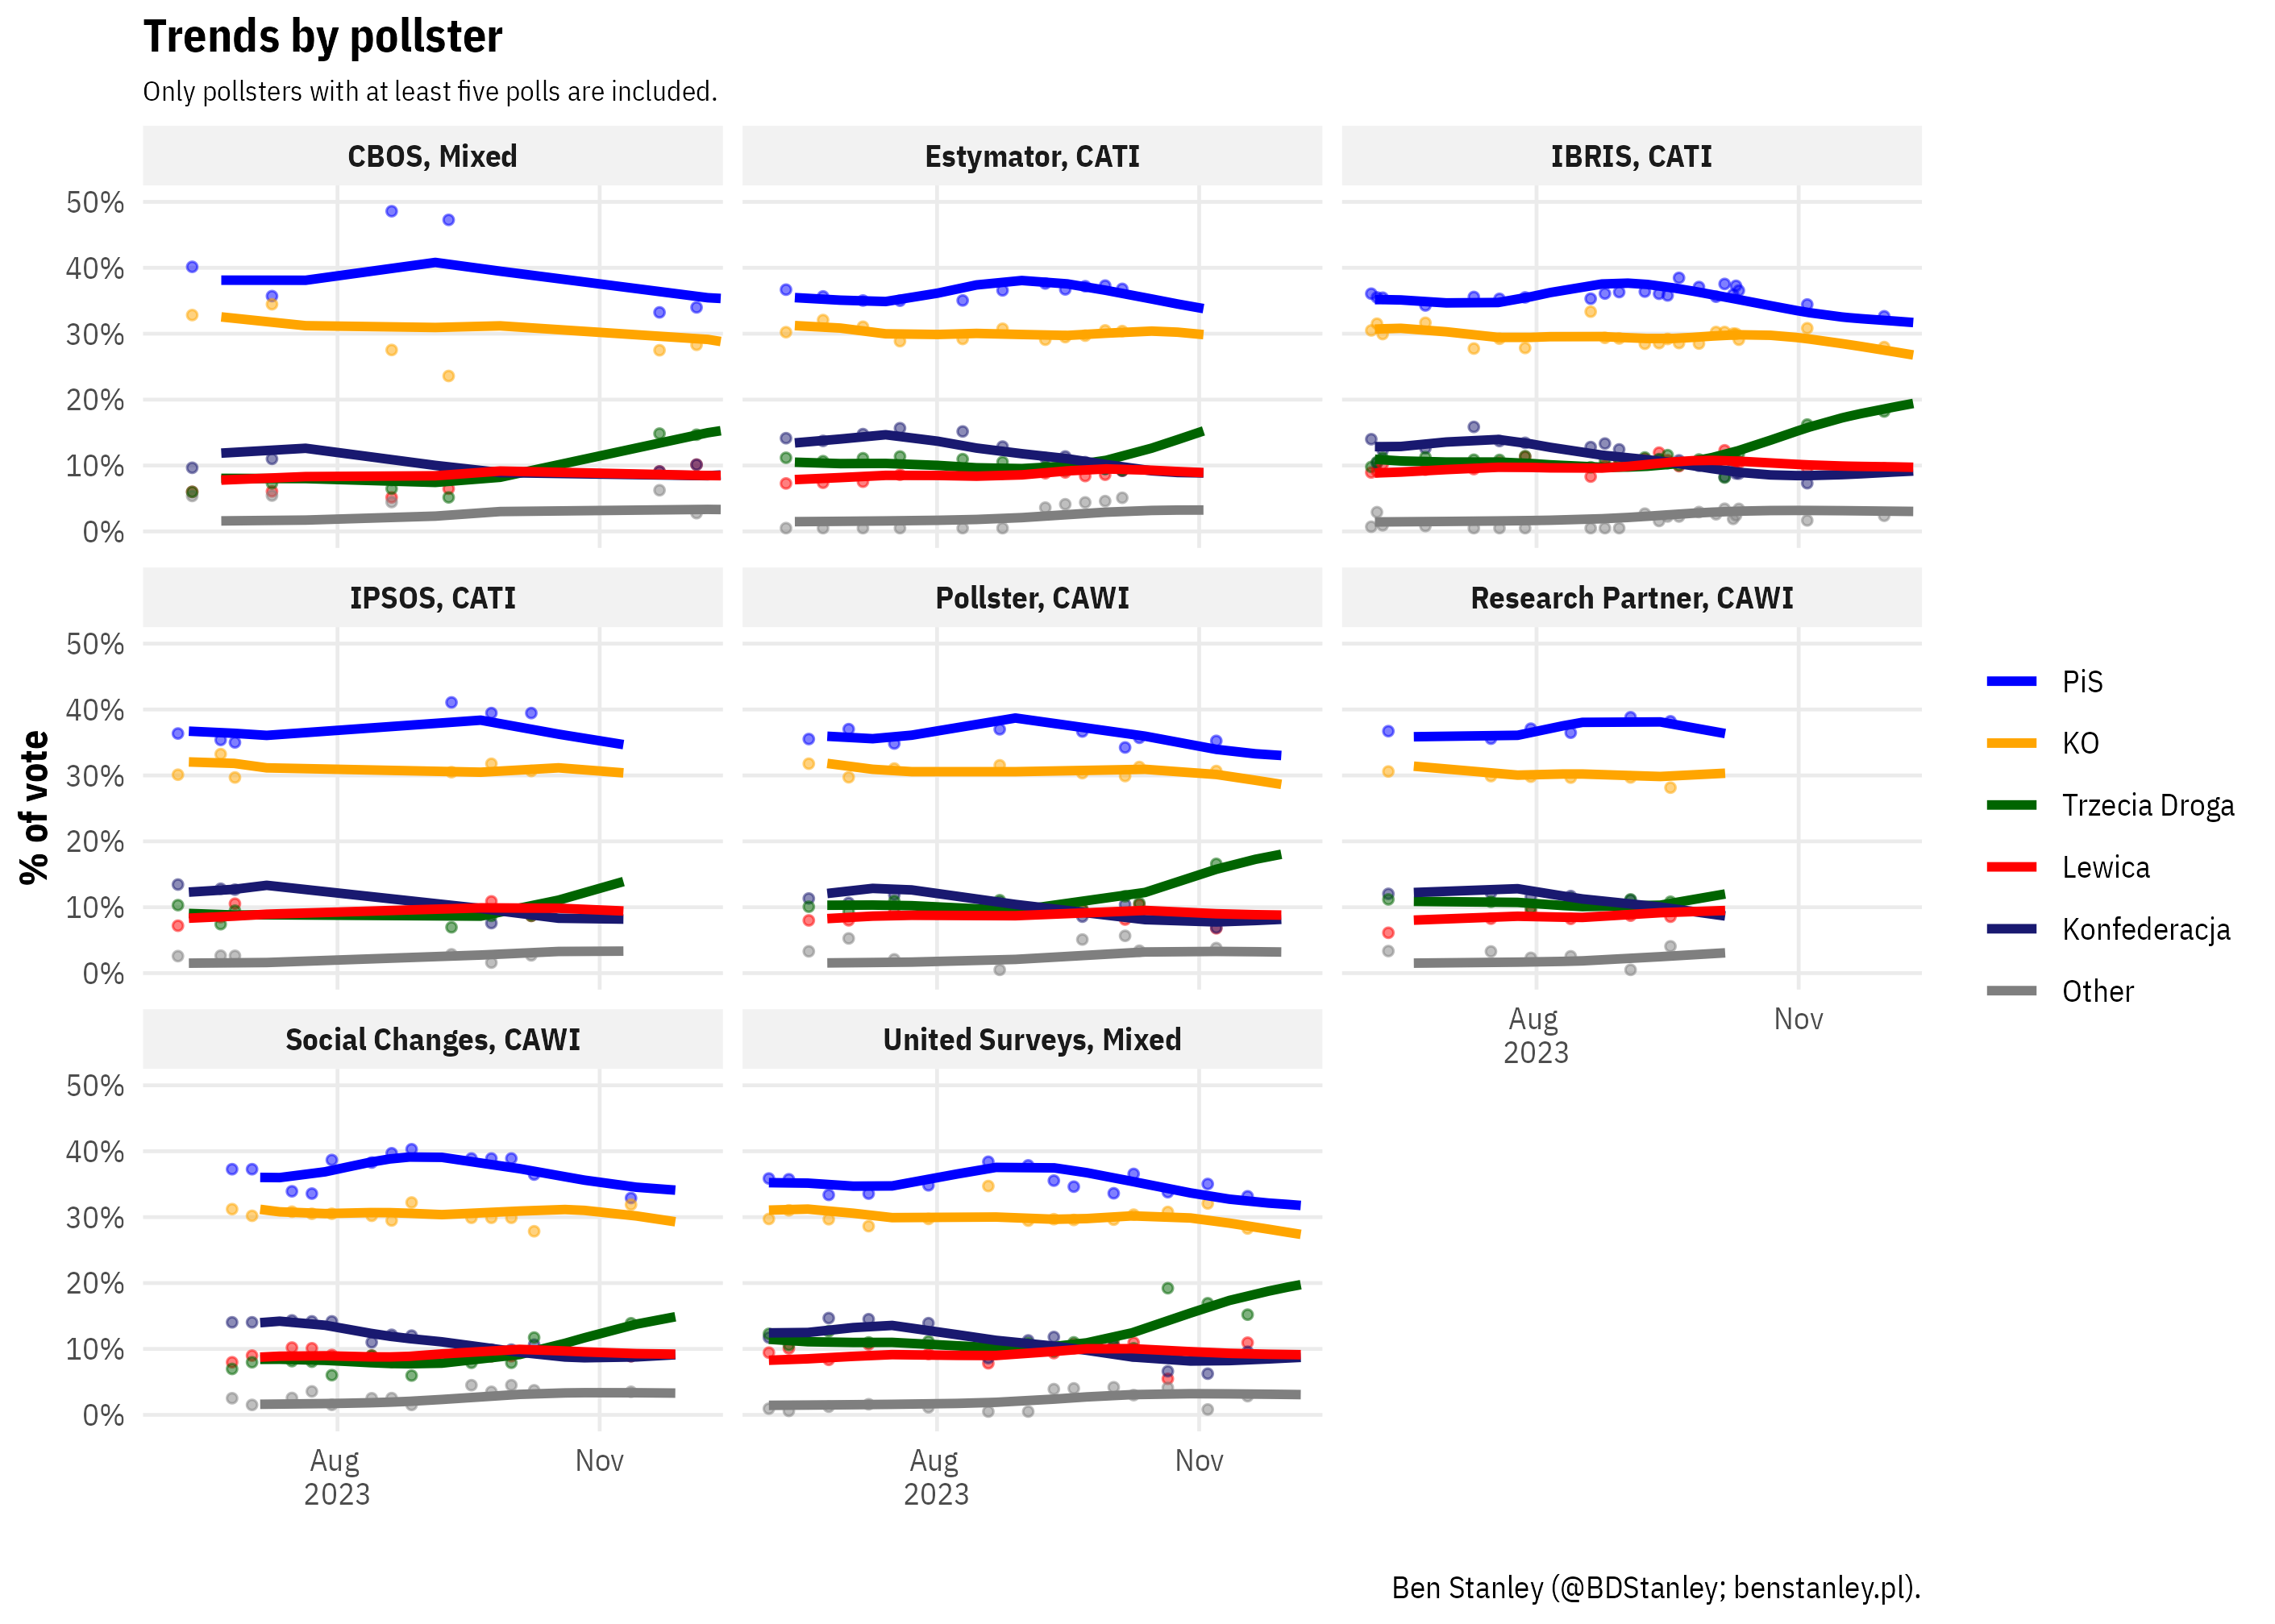 Trends by pollster
Only pollsters with at least five polls are included.
CBOS, Mixed
Estymator, CATI
IBRIS, CATI
50%
40%
30%
20%
10%
0%
IPSOS, CATI
Pollster, CAWI
Research Partner, CAWI
50%
40%
30%
20%
10%
0%
Aug
2023
Nov
Social Changes, CAWI
United Surveys, Mixed
50%
40%
30%
20%
10%
0%
Aug
2023
Nov
Aug
2023
Nov
% of vote
PiS
KO
Trzecia Droga
Lewica
Konfederacja
Other
Ben Stanley (@BDStanley; benstanley.pl).